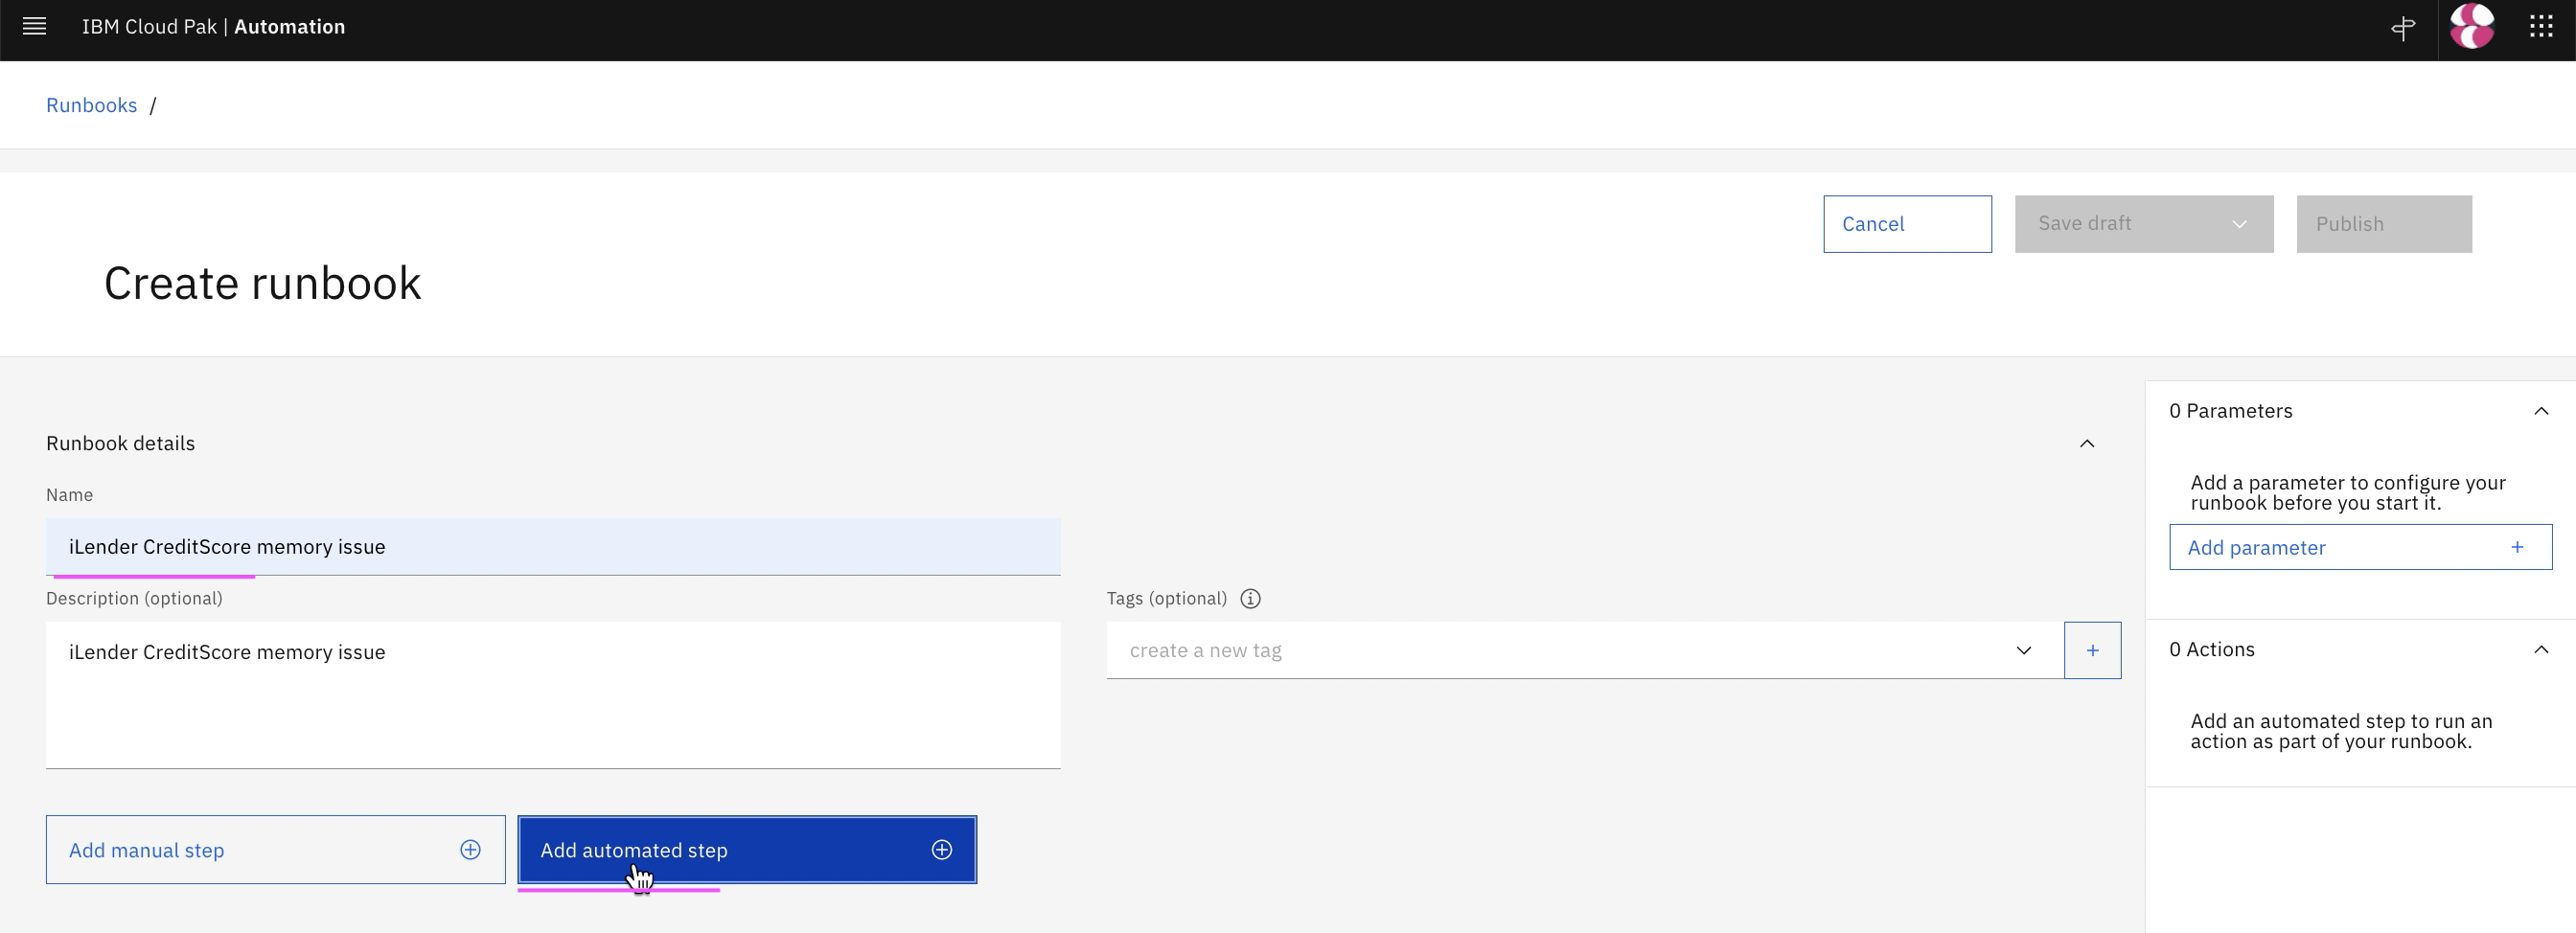 IBM Cloud Pak | Automation
Runbooks /
Cancel
Save draft
Publish
Create runbook
Runbook details
Name
iLender CreditScore memory issue
Description (optional)
iLender CreditScore memory issue
Tags (optional)
create a new tag
+
Add manual step
Add automated step
0 Parameters
Add a parameter to configure your
runbook before you start it.
Add parameter +
0 Actions
Add an automated step to run an
action as part of your runbook.